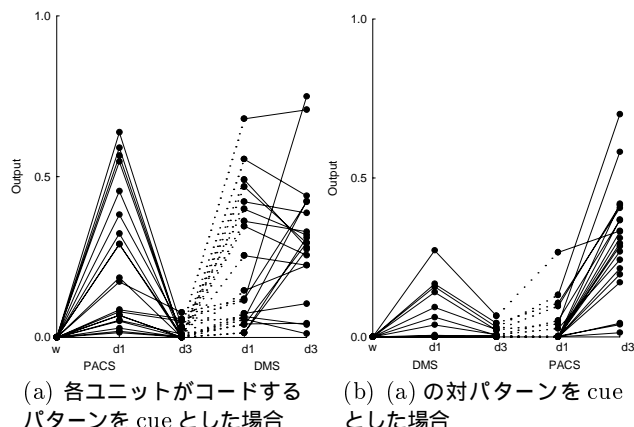 1.0
0.5
0.0
Output
w
d1
d3
d1
d3
PACS
DMS
(a) 各ユニットがコードする
パターンを cue とした場合
1.0
0.5
0.0
Output
w
d1
d3
d1
d3
DMS
PACS
(b) (a) の対パターンを cue
とした場合